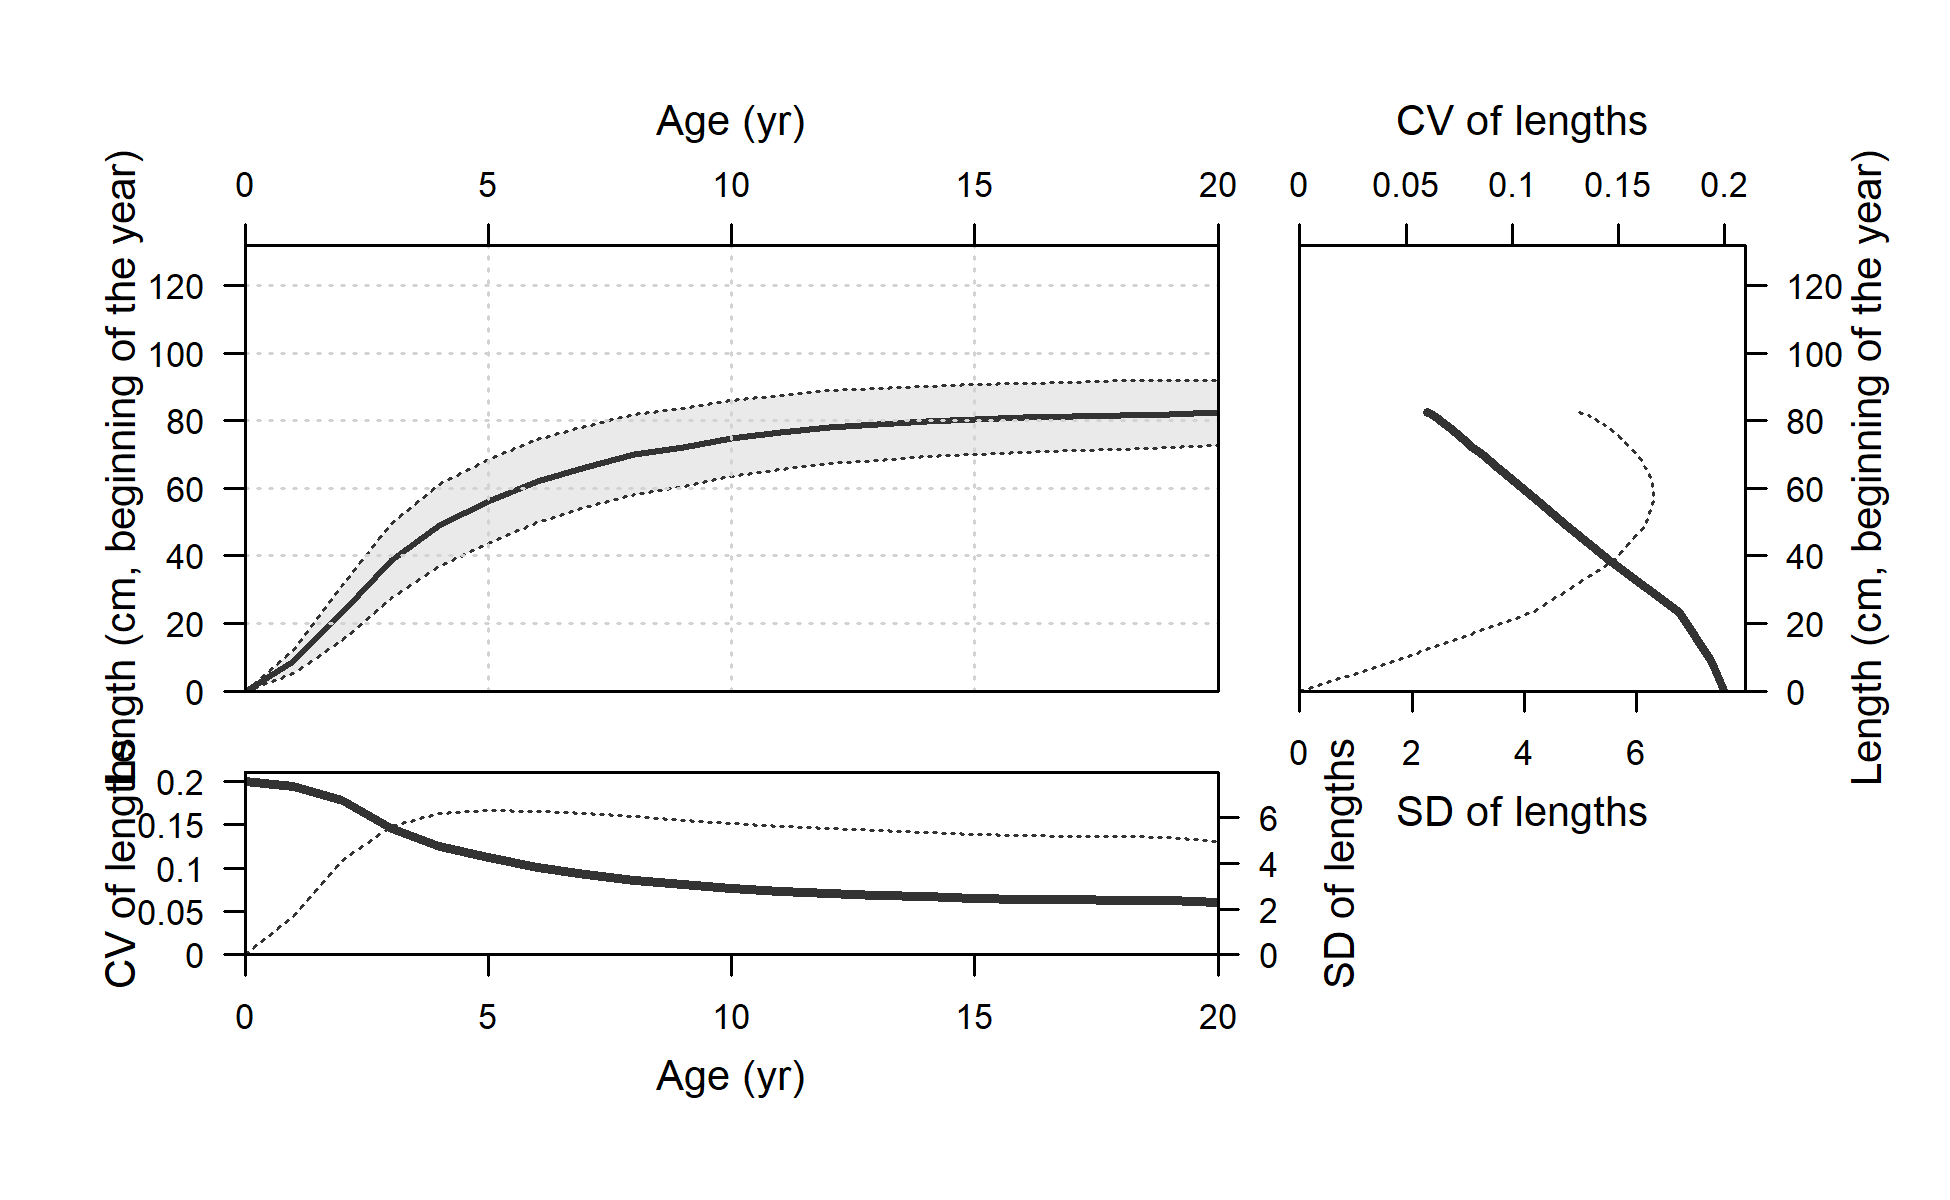 Age (yr)
CV of lengths
0 5 10 15 20
0 0.05 0.1 0.15 0.2
Length (cm, beginning of the year)
120
100
80
60
40
20
0
120
100
80
60
40
20
0
Length (cm, beginning of the year)
0 2 4 6
SD of lengths
CV of lengths
0.2
0.15
0.1
0.05
0
6
4
2
0
SD of lengths
0 5 10 15 20
Age (yr)